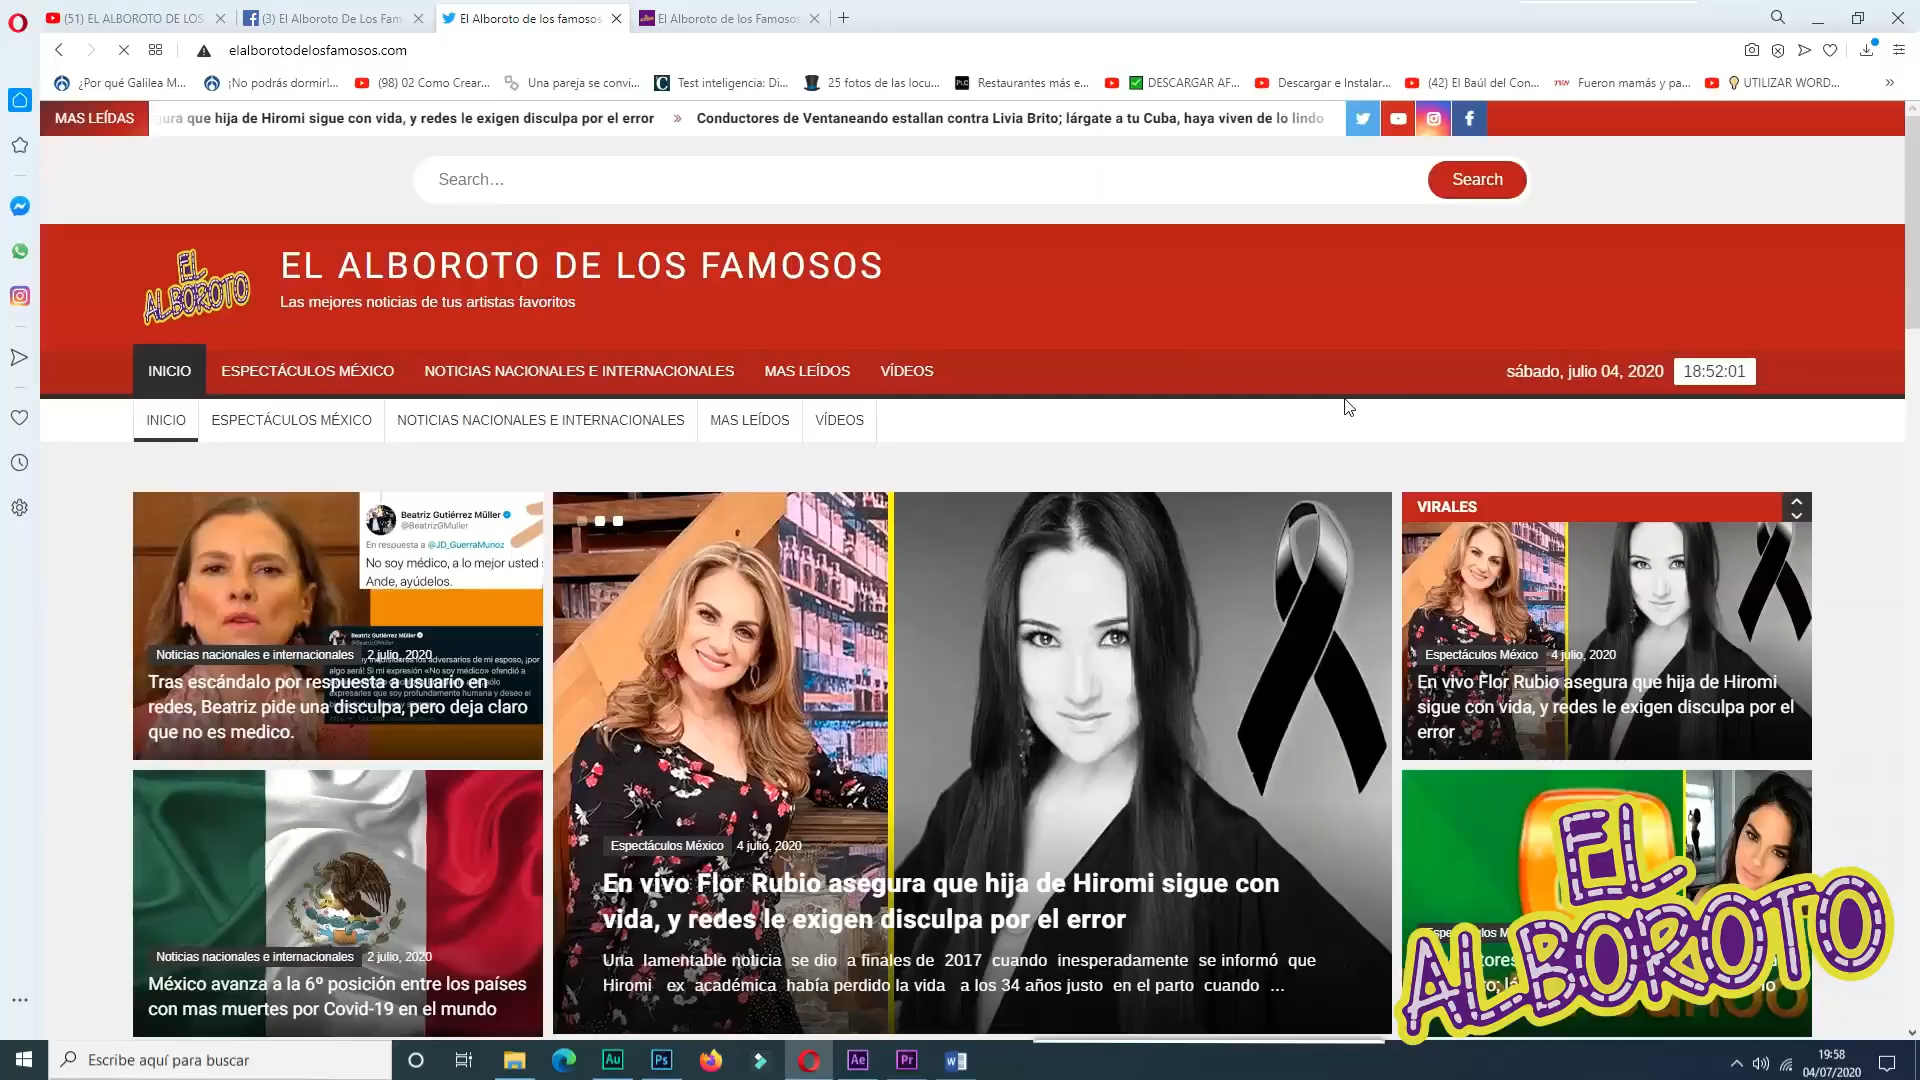 (51) EL ALBOROTO DE LOS
(3) El Alboroto De Los Fam
El Alboroto de los famosos
El Alboroto de los Famosos
elalborotodelosfamosos.com
¿Por qué Galilea M...
¡No podrás dormir!...
(98) 02 Como Crear...
Una pareja se convi...
Test inteligencia: Di...
25 fotos de las locu...
Restaurantes más e...
DESCARGAR AF...
Descargar e Instalar...
(42) El Baúl del Con...
Fueron mamás y pa...
UTILIZAR WORD...
MAS LEÍDAS
ura que hija de Hiromi sigue con vida, y redes le exigen disculpa por el error
Conductores de Ventaneando estallan contra Livia Brito; lárgate a tu Cuba, haya viven de lo lindo
Search…
Search
EL ALBOROTO
EL ALBOROTO DE LOS FAMOSOS
Las mejores noticias de tus artistas favoritos
INICIO ESPECTÁCULOS MÉXICO NOTICIAS NACIONALES E INTERNACIONALES MAS LEÍDOS VÍDEOS
sábado, julio 04, 2020 18:52:01
INICIO ESPECTÁCULOS MÉXICO NOTICIAS NACIONALES E INTERNACIONALES MAS LEÍDOS VÍDEOS
Beatriz Gutiérrez Müller
@BeatrizGMuller
En respuesta a @JD_GuerraMunoz
No soy médico, a lo mejor usted
Ande, ayúdelos.
Beatriz Gutiérrez Müller
Noticias nacionales e internacionales 2 julio, 2020
Tras escándalo por respuesta a usuario en
redes, Beatriz pide una disculpa, pero deja claro
que no es medico.
Noticias nacionales e internacionales 2 julio, 2020
México avanza a la 6º posición entre los países
con mas muertes por Covid-19 en el mundo
Espectáculos México 4 julio, 2020
En vivo Flor Rubio asegura que hija de Hiromi sigue con
vida, y redes le exigen disculpa por el error
Una lamentable noticia se dio a finales de 2017 cuando inesperadamente se informó que
Hiromi ex académica había perdido la vida a los 34 años justo en el parto cuando ...
VIRALES
Espectáculos México 4 julio, 2020
En vivo Flor Rubio asegura que hija de Hiromi
sigue con vida, y redes le exigen disculpa por el
error
EL
ALBOROTO
Escribe aquí para buscar
Au
Ps
Ae
Pr
19:58
04/07/2020